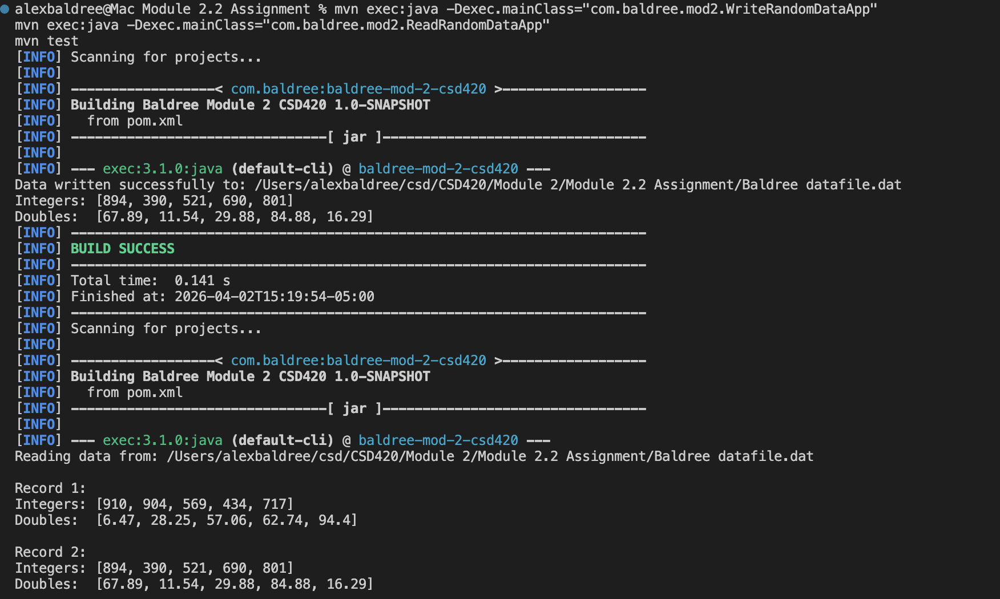 alexbaldree@Mac Module 2.2 Assignment % mvn exec:java -Dexec.mainClass="com.baldree.mod2.WriteRandomDataApp"
mvn exec:java -Dexec.mainClass="com.baldree.mod2.ReadRandomDataApp"
mvn test
[INFO] Scanning for projects...
[INFO]
[INFO] ------------------< com.baldree:baldree-mod-2-csd420 >------------------
[INFO] Building Baldree Module 2 CSD420 1.0-SNAPSHOT
[INFO]   from pom.xml
[INFO] --------------------------------[ jar ]---------------------------------
[INFO]
[INFO] --- exec:3.1.0:java (default-cli) @ baldree-mod-2-csd420 ---
Data written successfully to: /Users/alexbaldree/csd/CSD420/Module 2/Module 2.2 Assignment/Baldree datafile.dat
Integers: [894, 390, 521, 690, 801]
Doubles:  [67.89, 11.54, 29.88, 84.88, 16.29]
[INFO] ------------------------------------------------------------------------
[INFO] BUILD SUCCESS
[INFO] ------------------------------------------------------------------------
[INFO] Total time:  0.141 s
[INFO] Finished at: 2026-04-02T15:19:54-05:00
[INFO] ------------------------------------------------------------------------
[INFO] Scanning for projects...
[INFO]
[INFO] ------------------< com.baldree:baldree-mod-2-csd420 >------------------
[INFO] Building Baldree Module 2 CSD420 1.0-SNAPSHOT
[INFO]   from pom.xml
[INFO] --------------------------------[ jar ]---------------------------------
[INFO]
[INFO] --- exec:3.1.0:java (default-cli) @ baldree-mod-2-csd420 ---
Reading data from: /Users/alexbaldree/csd/CSD420/Module 2/Module 2.2 Assignment/Baldree datafile.dat
Record 1:
Integers: [910, 904, 569, 434, 717]
Doubles:  [6.47, 28.25, 57.06, 62.74, 94.4]
Record 2:
Integers: [894, 390, 521, 690, 801]
Doubles:  [67.89, 11.54, 29.88, 84.88, 16.29]